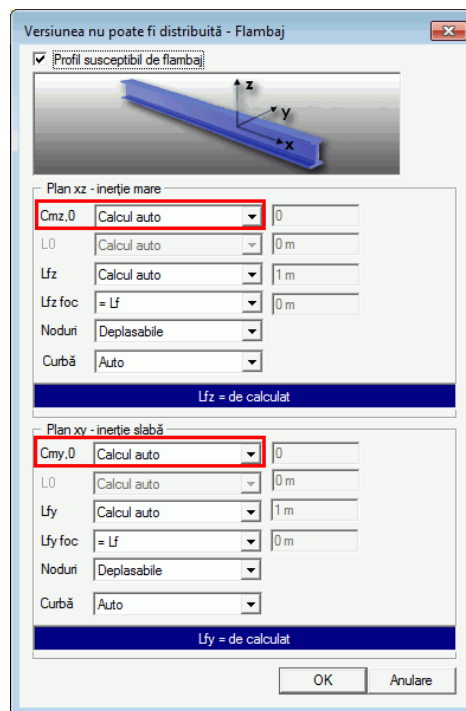 Versiunea nu poate fi distribuită - Flambaj
Profil susceptibil de flambaj
z
y
x
Plan xz - inerție mare
Cmz,0 Calcul auto 0
L0 Calcul auto 0 m
Lfz Calcul auto 1 m
Lfz foc = Lf 0 m
Noduri Deplasabile
Curbă Auto
Lfz = de calculat
Plan xy - inerție slabă
Cmy,0 Calcul auto 0
L0 Calcul auto 0 m
Lfy Calcul auto 1 m
Lfy foc = Lf 0 m
Noduri Deplasabile
Curbă Auto
Lfy = de calculat
OK Anulare